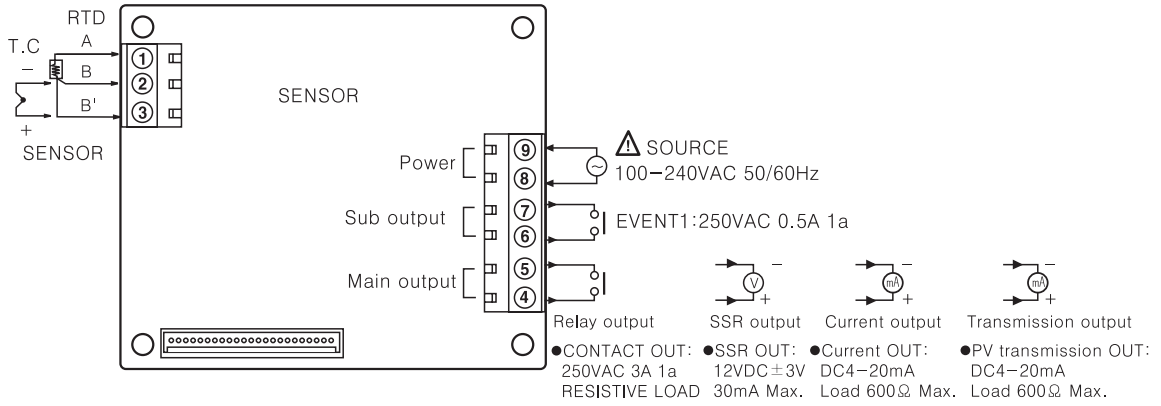 RTD
T.C
A
①
−
B
②
B'
③
+
SENSOR
SENSOR
Power
⑨
⑧
SOURCE
100−240VAC 50/60Hz
Sub output
⑦
⑥
EVENT1:250VAC 0.5A 1a
Main output
⑤
④
Relay output
●CONTACT OUT:
250VAC 3A 1a
RESISTIVE LOAD
−
V
+
SSR output
●SSR OUT:
12VDC±3V
30mA Max.
−
mA
+
Current output
●Current OUT:
DC4−20mA
Load 600Ω Max.
−
mA
+
Transmission output
●PV transmission OUT:
DC4−20mA
Load 600Ω Max.